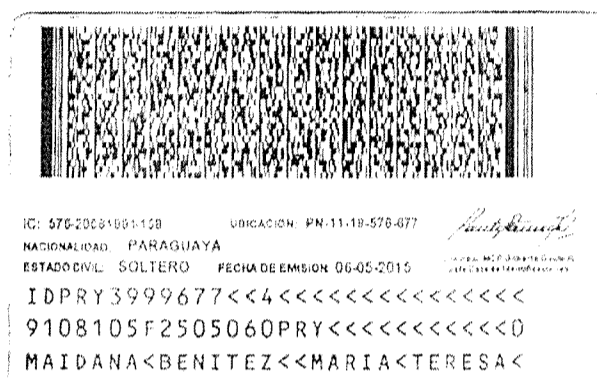 IC: UBICACIÓN: PN-11-19-576-677
NACIONALIDAD: PARAGUAYA
ESTADO CIVIL: SOLTERO FECHA DE EMISION: 06-05-2015
IDPRY3999677<<4<<<<<<<<<<<<<<<
9108105F2505060PRY<<<<<<<<<<<0
MAIDANA<BENITEZ<<MARIA<TERESA<